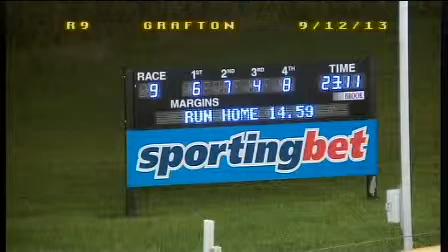 R9 GRAFTON 9/12/13
RACE 1ST 2ND 3RD 4TH TIME
9 6 7 4 8 23.11
MARGINS
RUN HOME 14.59
sportingbet